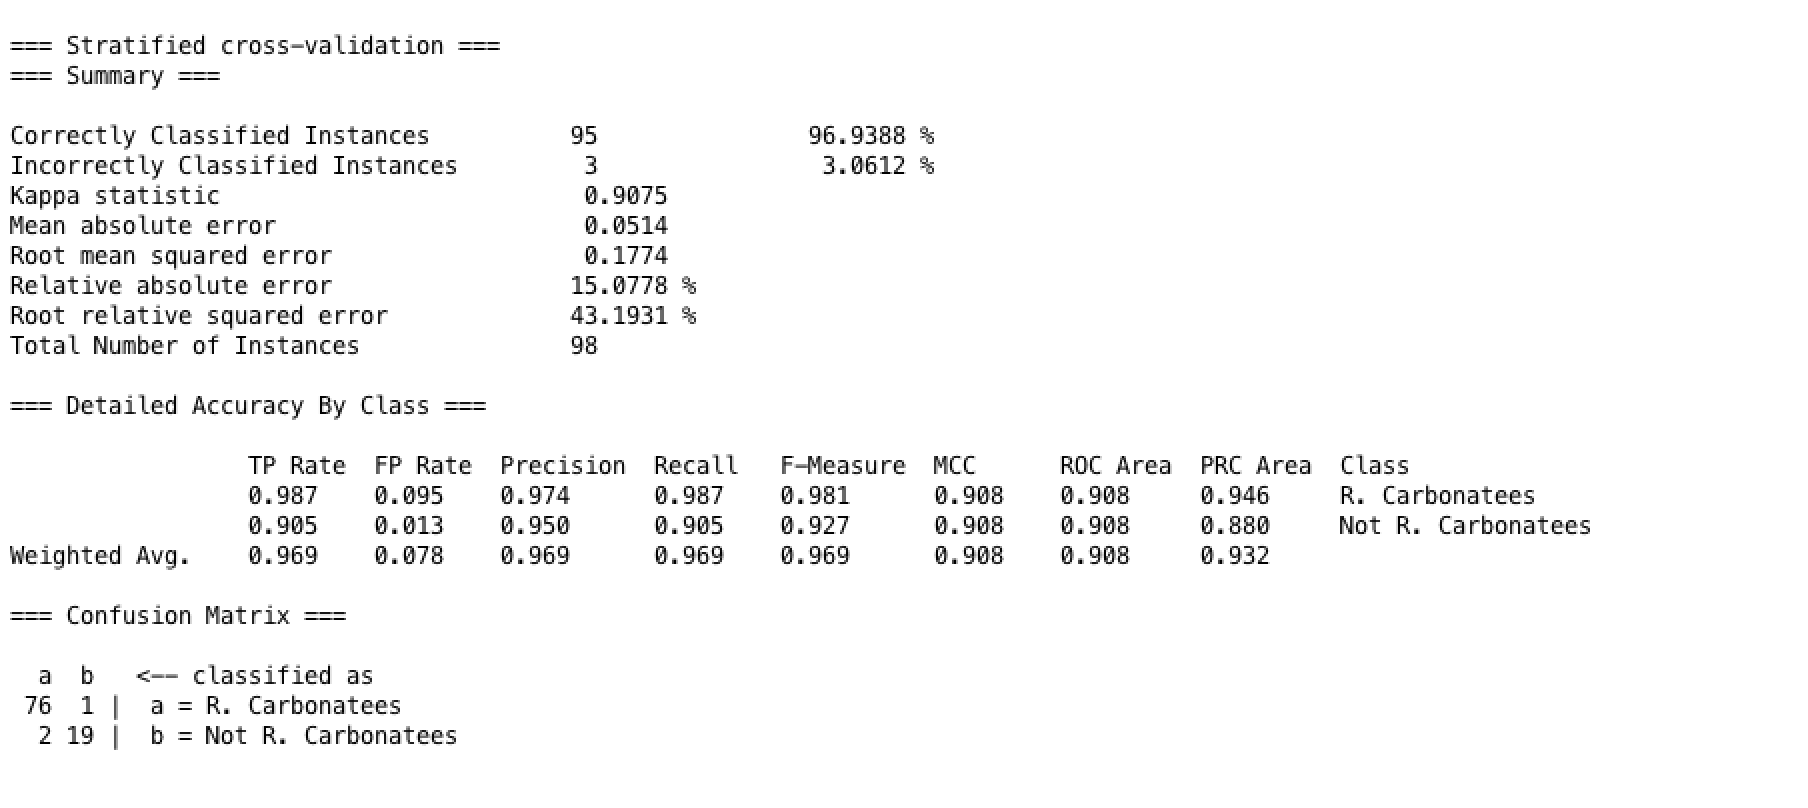 === Stratified cross-validation ===
=== Summary ===
Correctly Classified Instances          95               96.9388 %
Incorrectly Classified Instances         3                3.0612 %
Kappa statistic                          0.9075
Mean absolute error                      0.0514
Root mean squared error                  0.1774
Relative absolute error                 15.0778 %
Root relative squared error             43.1931 %
Total Number of Instances               98
=== Detailed Accuracy By Class ===
TP Rate  FP Rate  Precision  Recall   F-Measure  MCC      ROC Area  PRC Area  Class
0.987    0.095    0.974      0.987    0.981      0.908    0.908     0.946     R. Carbonatees
0.905    0.013    0.950      0.905    0.927      0.908    0.908     0.880     Not R. Carbonatees
Weighted Avg.    0.969    0.078    0.969      0.969    0.969      0.908    0.908     0.932
=== Confusion Matrix ===
a  b   <-- classified as
76  1 |  a = R. Carbonatees
2 19 |  b = Not R. Carbonatees